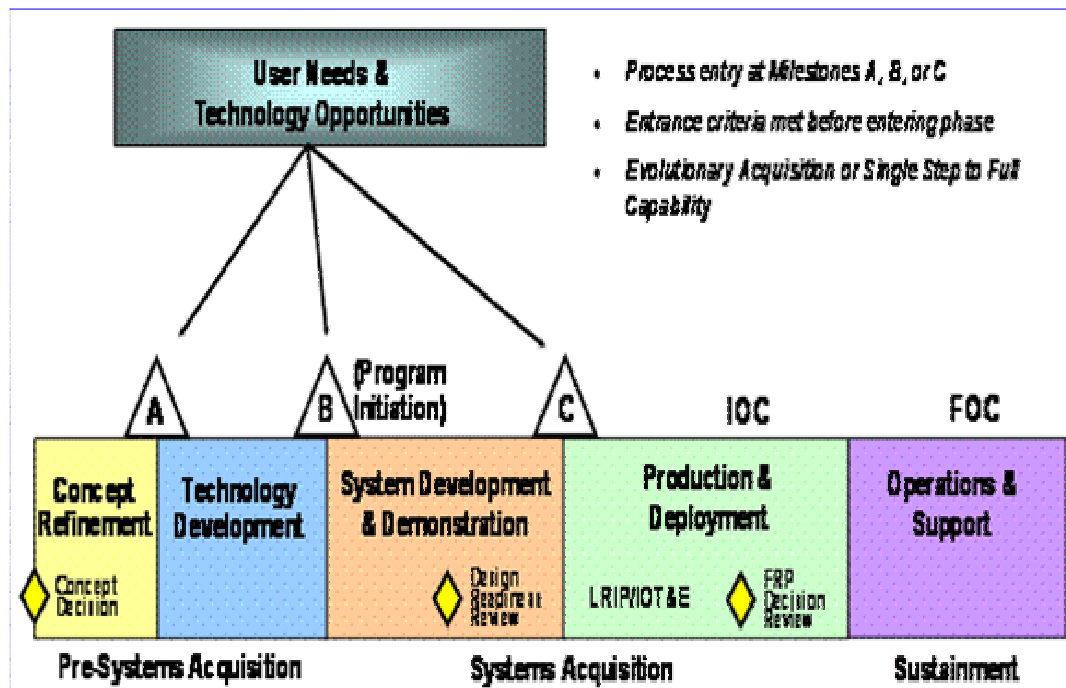 User Needs &
Technology Opportunities
• Process entry at Milestones A, B, or C
• Entrance criteria met before entering phase
• Evolutionary Acquisition or Single Step to Full
Capability
A
B
(Program
Initiation)
C
IOC
FOC
Concept
Refinement
Technology
Development
System Development
& Demonstration
Production &
Deployment
Operations &
Support
Concept
Decision
Design
Readiness
Review
LRIP/IOT&E
FRP
Decision
Review
Pre-Systems Acquisition
Systems Acquisition
Sustainment